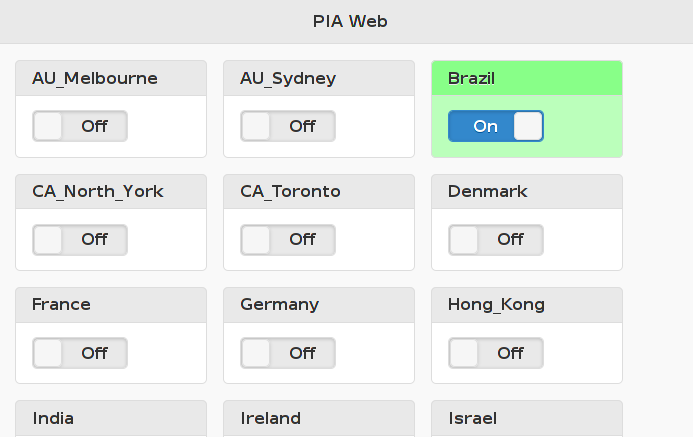 PIA Web
AU_Melbourne
AU_Sydney
Brazil
Off
Off
On
CA_North_York
CA_Toronto
Denmark
Off
Off
Off
France
Germany
Hong_Kong
Off
Off
Off
India
Ireland
Israel